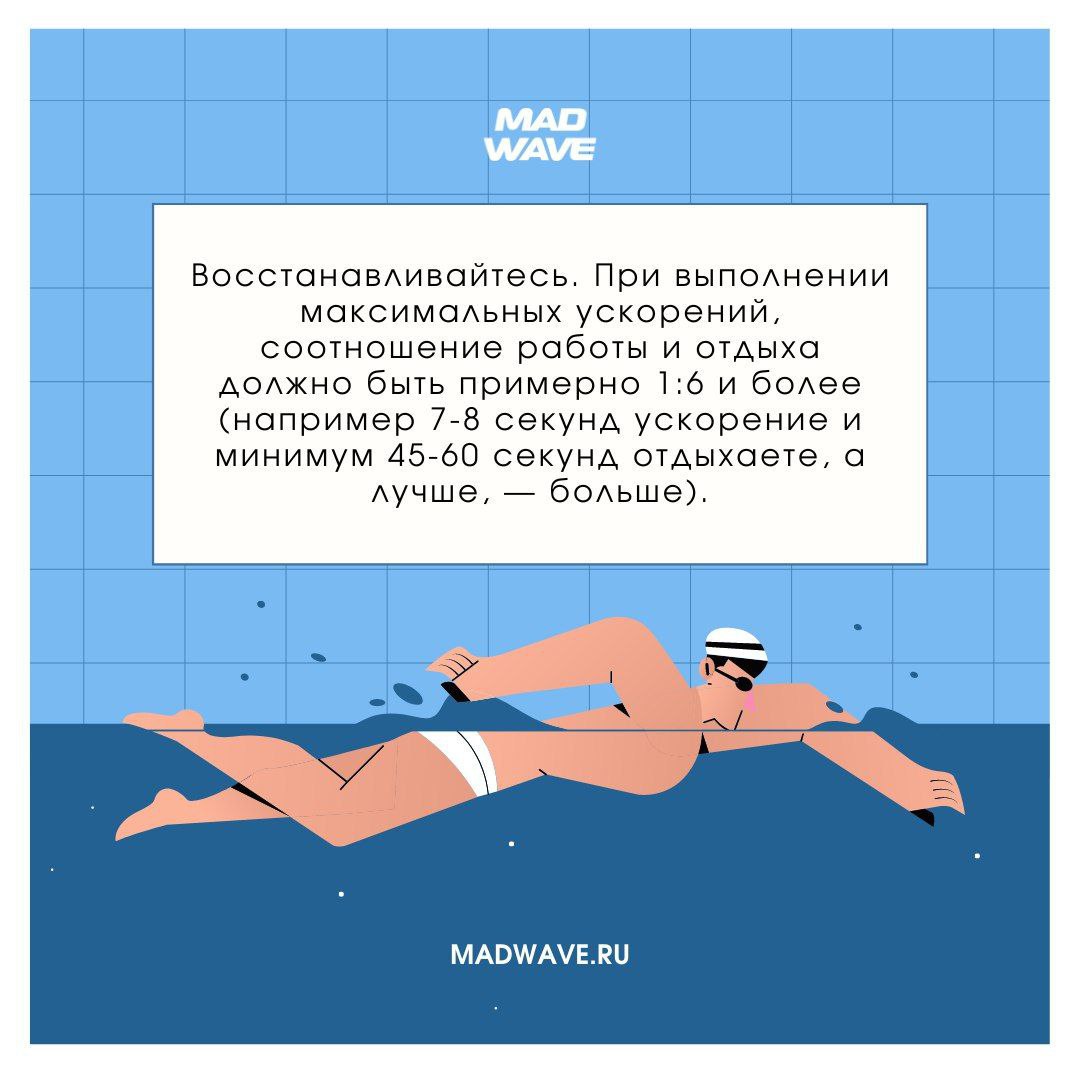 MAD
WAVE
Восстанавливайтесь. При выполнении
максимальных ускорений,
соотношение работы и отдыха
должно быть примерно 1:6 и более
(например 7-8 секунд ускорение и
минимум 45-60 секунд отдыхаете, а
лучше, — больше).
MADWAVE.RU